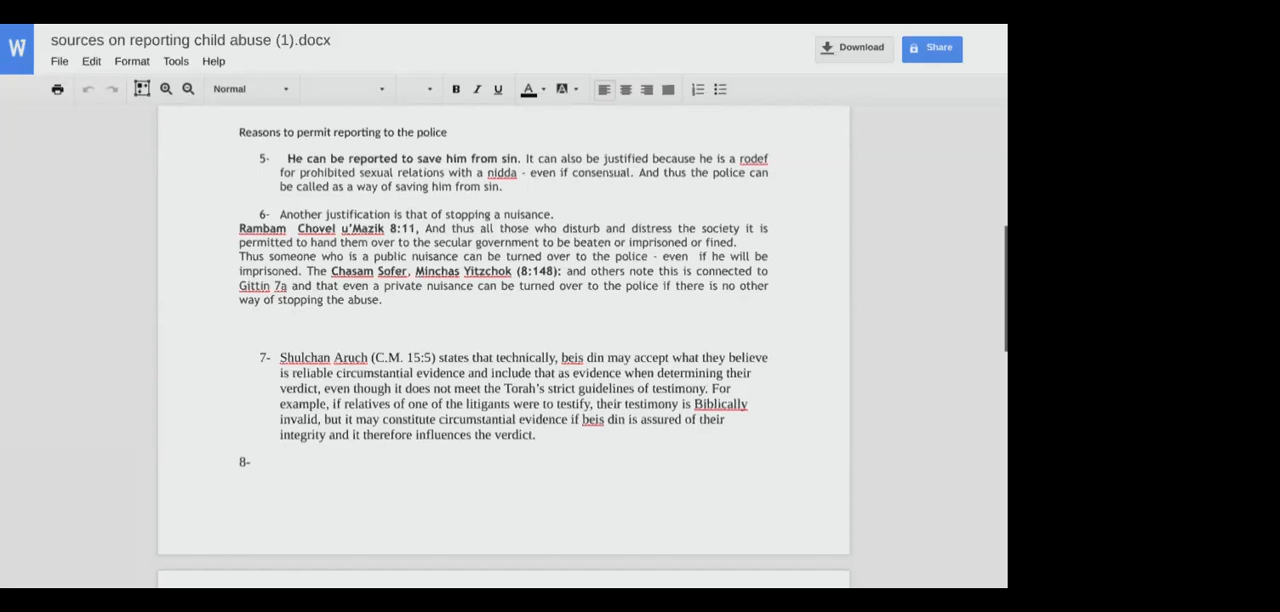 W
sources on reporting child abuse (1).docx
File Edit Format Tools Help
Download
Share
Normal
B I U A A
Reasons to permit reporting to the police
5- He can be reported to save him from sin. It can also be justified because he is a rodef
for prohibited sexual relations with a nidda - even if consensual. And thus the police can
be called as a way of saving him from sin.
6- Another justification is that of stopping a nuisance.
Rambam Chovel u'Mazik 8:11, And thus all those who disturb and distress the society it is
permitted to hand them over to the secular government to be beaten or imprisoned or fined.
Thus someone who is a public nuisance can be turned over to the police - even if he will be
imprisoned. The Chasam Sofer, Minchas Yitzchok (8:148): and others note this is connected to
Gittin 7a and that even a private nuisance can be turned over to the police if there is no other
way of stopping the abuse.
7- Shulchan Aruch (C.M. 15:5) states that technically, beis din may accept what they believe
is reliable circumstantial evidence and include that as evidence when determining their
verdict, even though it does not meet the Torah's strict guidelines of testimony. For
example, if relatives of one of the litigants were to testify, their testimony is Biblically
invalid, but it may constitute circumstantial evidence if beis din is assured of their
integrity and it therefore influences the verdict.
8-